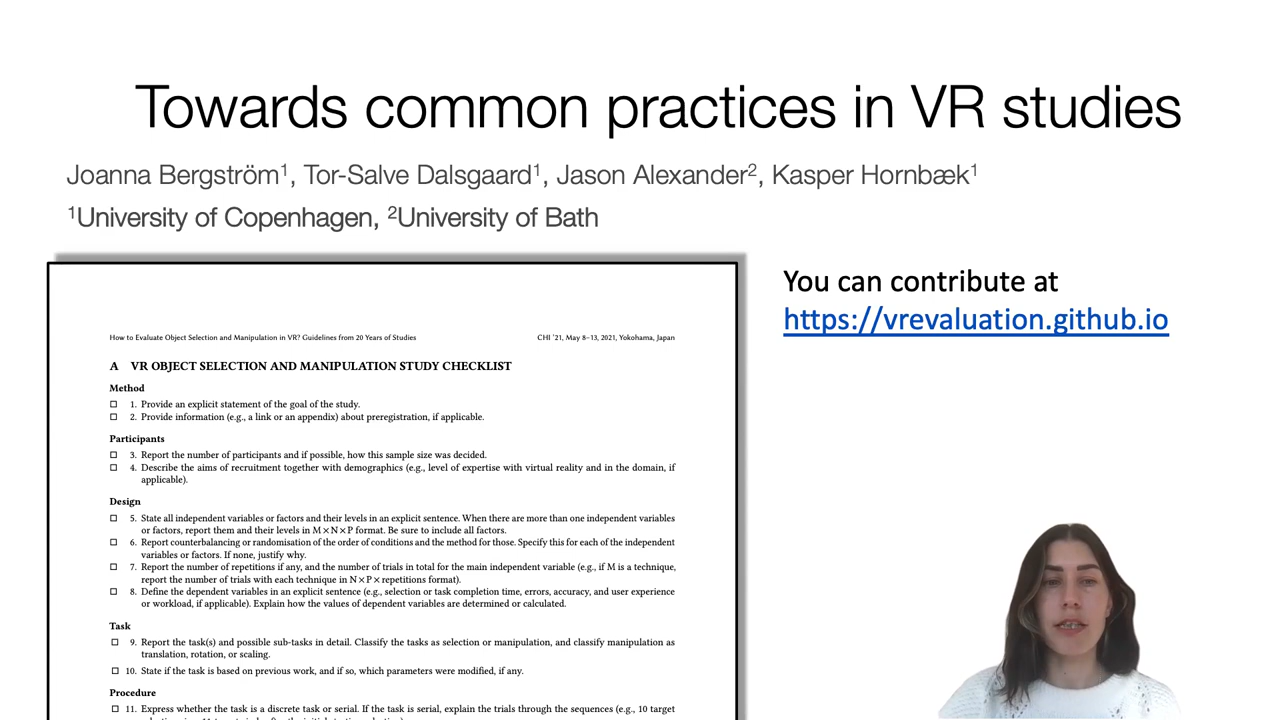 Towards common practices in VR studies
Joanna Bergström¹, Tor-Salve Dalsgaard¹, Jason Alexander², Kasper Hornbæk¹
¹University of Copenhagen, ²University of Bath
You can contribute at
https://vrevaluation.github.io
How to Evaluate Object Selection and Manipulation in VR? Guidelines from 20 Years of Studies
CHI '21, May 8–13, 2021, Yokohama, Japan
A VR OBJECT SELECTION AND MANIPULATION STUDY CHECKLIST
Method
☐ 1. Provide an explicit statement of the goal of the study.
☐ 2. Provide information (e.g., a link or an appendix) about preregistration, if applicable.
Participants
☐ 3. Report the number of participants and if possible, how this sample size was decided.
☐ 4. Describe the aims of recruitment together with demographics (e.g., level of expertise with virtual reality and in the domain, if
applicable).
Design
☐ 5. State all independent variables or factors and their levels in an explicit sentence. When there are more than one independent variables
or factors, report them and their levels in M×N×P format. Be sure to include all factors.
☐ 6. Report counterbalancing or randomisation of the order of conditions and the method for those. Specify this for each of the independent
variables or factors. If none, justify why.
☐ 7. Report the number of repetitions if any, and the number of trials in total for the main independent variable (e.g., if M is a technique,
report the number of trials with each technique in N×P×repetitions format).
☐ 8. Define the dependent variables in an explicit sentence (e.g., selection or task completion time, errors, accuracy, and user experience
or workload, if applicable). Explain how the values of dependent variables are determined or calculated.
Task
☐ 9. Report the task(s) and possible sub-tasks in detail. Classify the tasks as selection or manipulation, and classify manipulation as
translation, rotation, or scaling.
☐ 10. State if the task is based on previous work, and if so, which parameters were modified, if any.
Procedure
☐ 11. Express whether the task is a discrete task or serial. If the task is serial, explain the trials through the sequences (e.g., 10 target